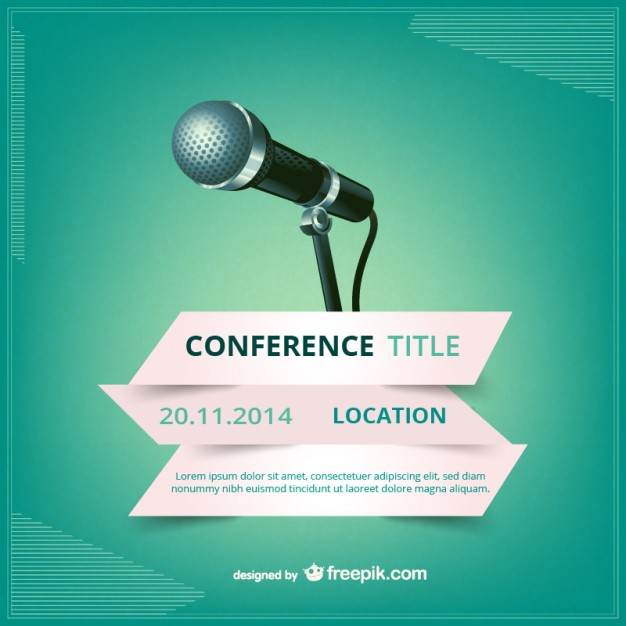 CONFERENCE TITLE
20.11.2014 LOCATION
Lorem ipsum dolor sit amet, consectetuer adipiscing elit, sed diam
nonummy nibh euismod tincidunt ut laoreet dolore magna aliquam.
designed by freepik.com